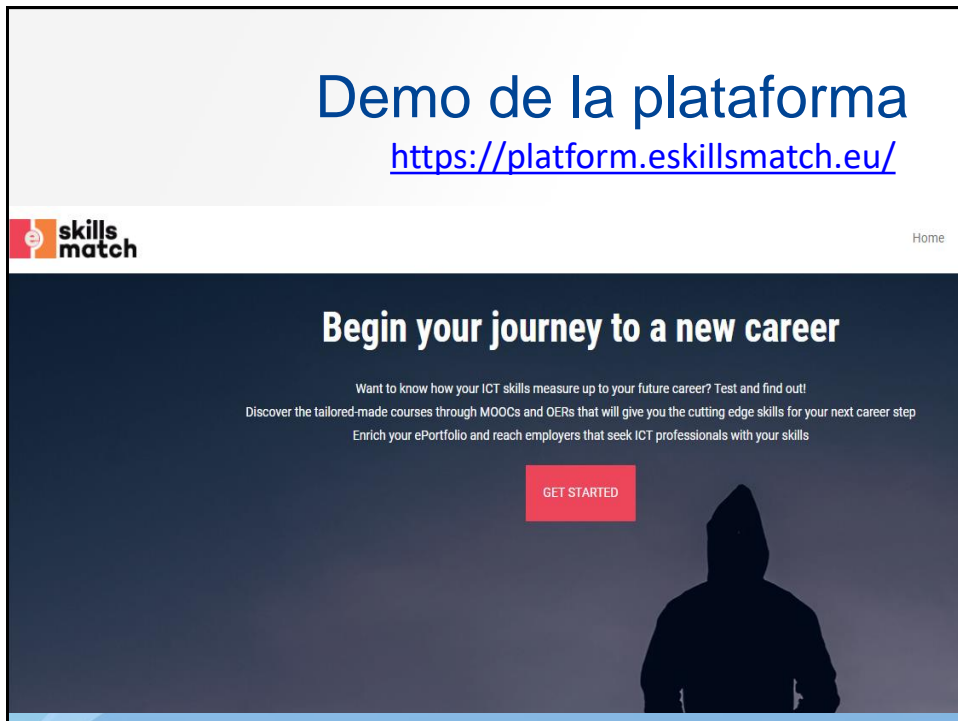 Demo de la plataforma
https://platform.eskillsmatch.eu/
e skills
match
Home
Begin your journey to a new career
Want to know how your ICT skills measure up to your future career? Test and find out!
Discover the tailored-made courses through MOOCs and OERs that will give you the cutting edge skills for your next career step
Enrich your ePortfolio and reach employers that seek ICT professionals with your skills
GET STARTED